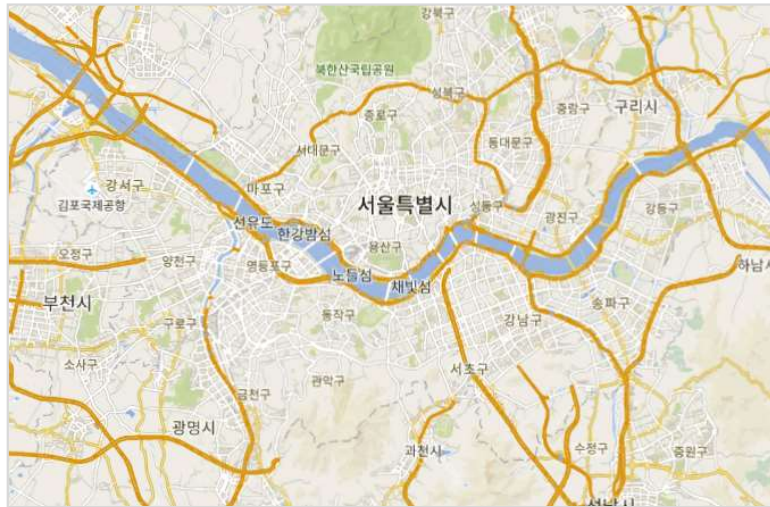 강북구
북한산국립공원
성북구
종로구
중랑구
구리시
서대문구
동대문구
강서구
마포구
김포국제공항
서울특별시
성동구
강동구
선유도
한강밤섬
광진구
오정구
양천구
영등포구
용산구
노들섬
채빛섬
하남시
부천시
구로구
동작구
강남구
송파구
소사구
관악구
서초구
금천구
광명시
과천시
수정구
중원구
성남시